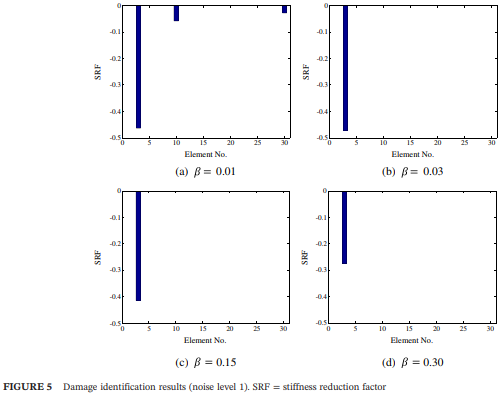 0
-0.1
-0.2
-0.3
-0.4
-0.5
SRF
0 5 10 15 20 25 30
Element No.
(a) β = 0.01
0
-0.1
-0.2
-0.3
-0.4
-0.5
SRF
0 5 10 15 20 25 30
Element No.
(b) β = 0.03
0
-0.1
-0.2
-0.3
-0.4
-0.5
SRF
0 5 10 15 20 25 30
Element No.
(c) β = 0.15
0
-0.1
-0.2
-0.3
-0.4
-0.5
SRF
0 5 10 15 20 25 30
Element No.
(d) β = 0.30
FIGURE 5 Damage identification results (noise level 1). SRF = stiffness reduction factor